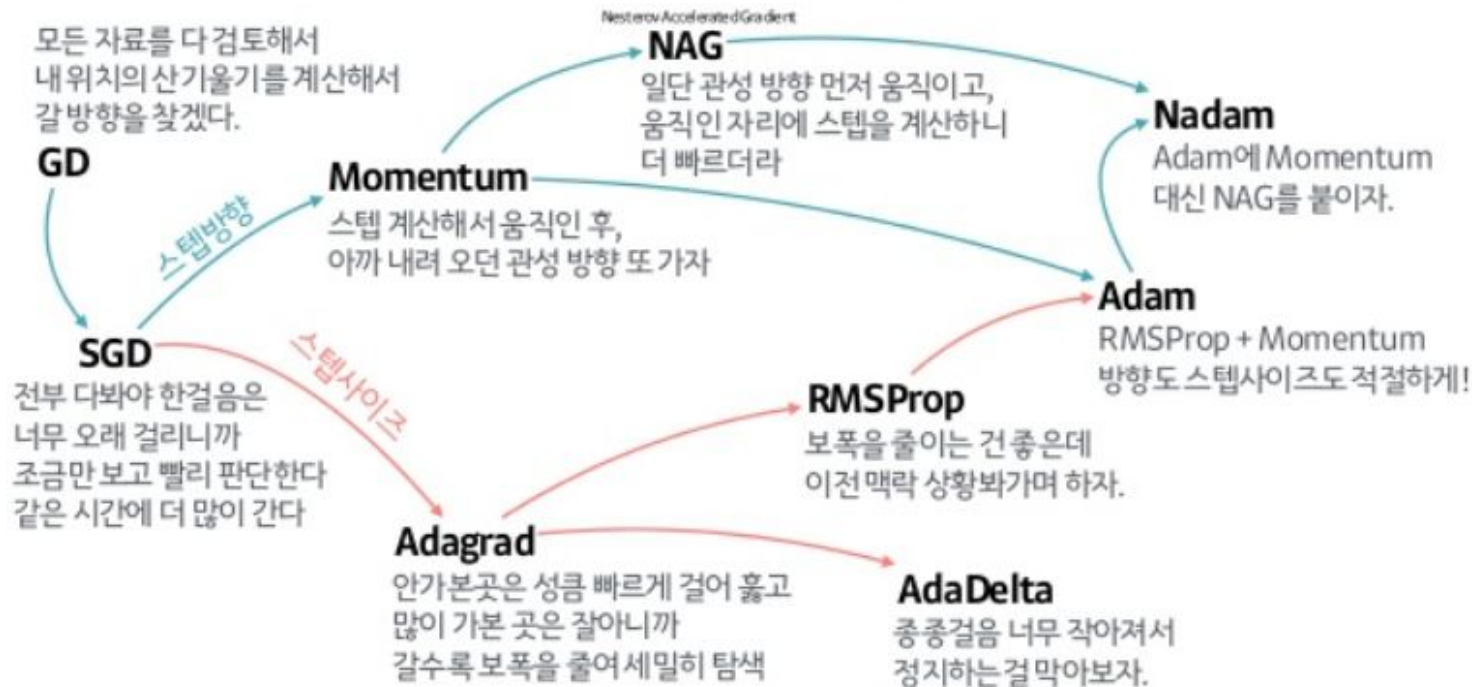 모든 자료를 다 검토해서
내 위치의 산기울기를 계산해서
갈 방향을 찾겠다.
GD
스텝방향
Momentum
스텝 계산해서 움직인 후,
아까 내려 오던 관성 방향 또 가자
Nesterov Accelerated Gradient
NAG
일단 관성 방향 먼저 움직이고,
움직인 자리에 스텝을 계산하니
더 빠르더라
Nadam
Adam에 Momentum
대신 NAG를 붙이자.
Adam
RMSProp + Momentum
방향도 스텝사이즈도 적절하게!
SGD
전부 다봐야 한걸음은
너무 오래 걸리니까
조금만 보고 빨리 판단한다
같은 시간에 더 많이 간다
스텝사이즈
RMSProp
보폭을 줄이는 건 좋은데
이전 맥락 상황봐가며 하자.
Adagrad
안가본곳은 성큼 빠르게 걸어 훑고
많이 가본 곳은 잘아니까
갈수록 보폭을 줄여 세밀히 탐색
AdaDelta
종종걸음 너무 작아져서
정지하는걸 막아보자.